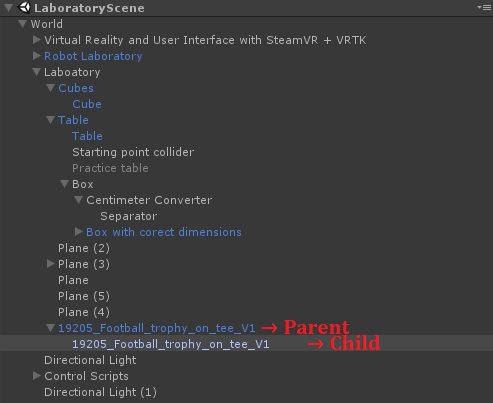 LaboratoryScene
World
Virtual Reality and User Interface with SteamVR + VRTK
Robot Laboratory
Laboatory
Cubes
Cube
Table
Table
Starting point collider
Practice table
Box
Centimeter Converter
Separator
Box with corect dimensions
Plane (2)
Plane (3)
Plane
Plane (5)
Plane (4)
19205_Football_trophy_on_tee_V1 → Parent
19205_Football_trophy_on_tee_V1 → Child
Directional Light
Control Scripts
Directional Light (1)